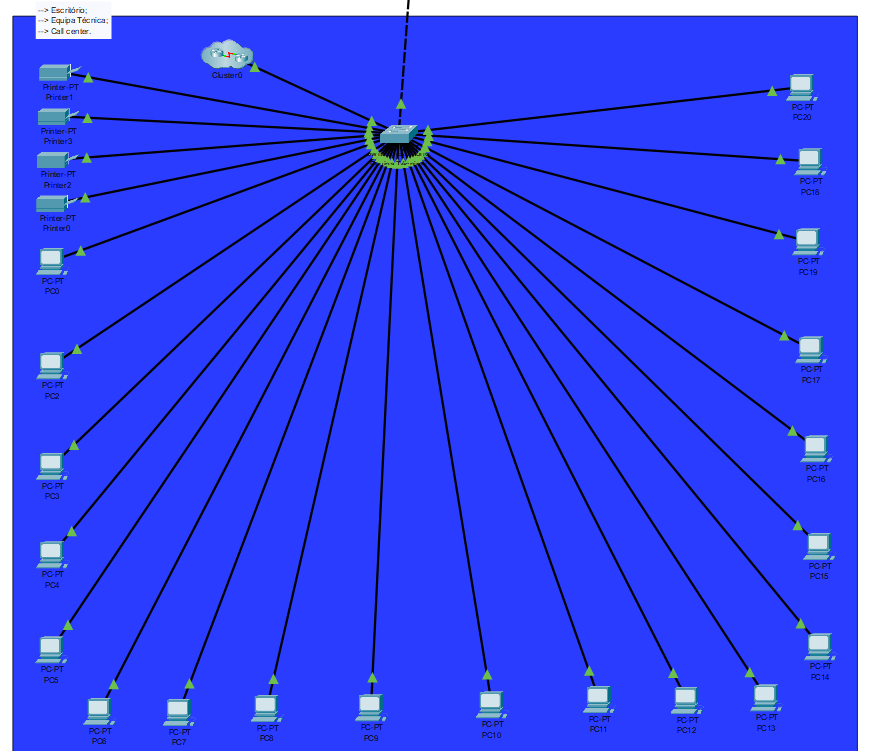 --> Escritório;
--> Equipa Técnica;
--> Call center.
Cluster0
Printer-PT
Printer1
Printer-PT
Printer3
Printer-PT
Printer2
Printer-PT
Printer0
PC-PT
PC0
PC-PT
PC2
PC-PT
PC3
PC-PT
PC4
PC-PT
PC5
PC-PT
PC6
PC-PT
PC7
PC-PT
PC8
PC-PT
PC9
PC-PT
PC10
PC-PT
PC11
PC-PT
PC12
PC-PT
PC13
PC-PT
PC14
PC-PT
PC15
PC-PT
PC16
PC-PT
PC17
PC-PT
PC19
PC-PT
PC18
PC-PT
PC20